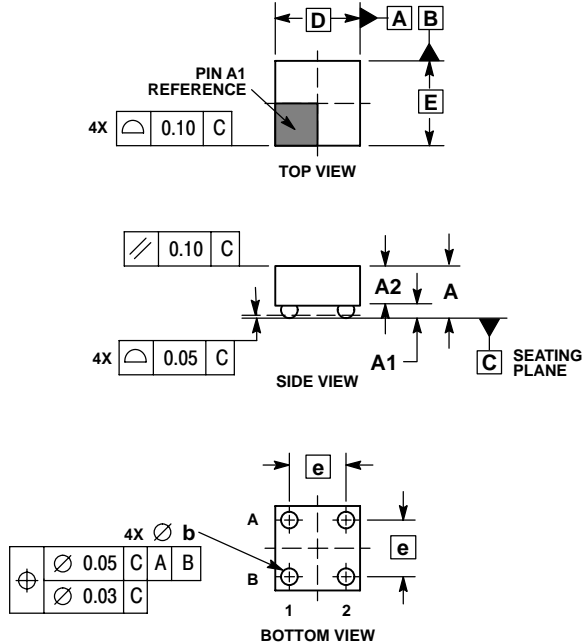 D A B
PIN A1
REFERENCE
E
4X ⌓ 0.10 C
TOP VIEW
// 0.10 C
A2 A
4X ⌓ 0.05 C
A1
C SEATING
PLANE
SIDE VIEW
e
4X ∅ b
A
e
⌖ ∅ 0.05 C A B
∅ 0.03 C
B
1 2
BOTTOM VIEW